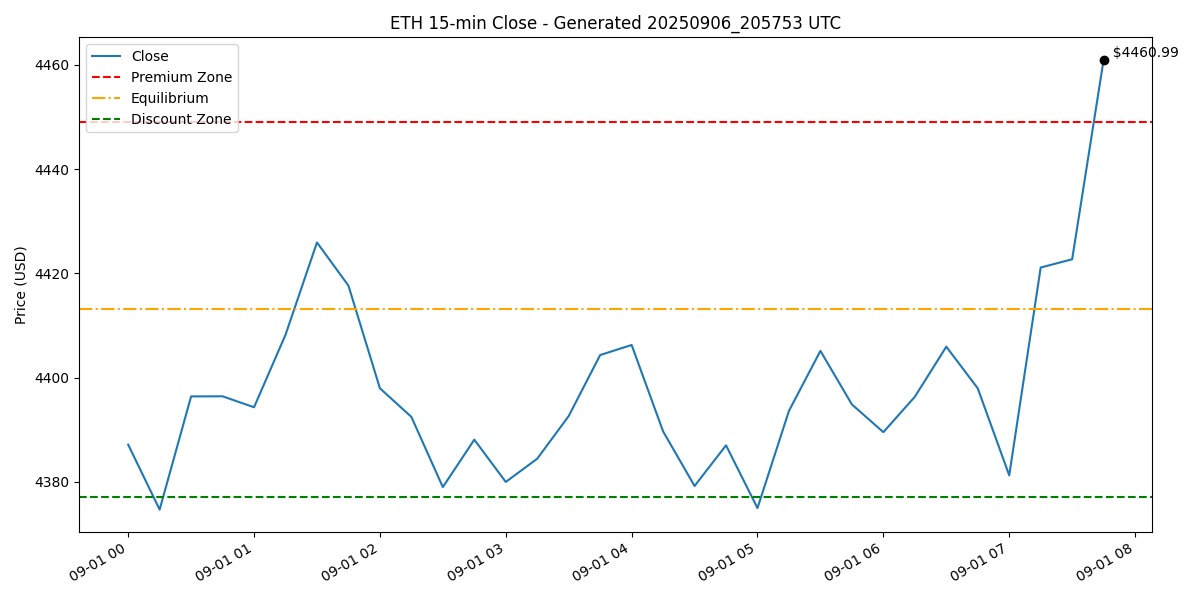 ETH 15-min Close - Generated 20250906_205753 UTC
Close
Premium Zone
Equilibrium
Discount Zone
$4460.99
Price (USD)
4460
4440
4420
4400
4380
09-01 00
09-01 01
09-01 02
09-01 03
09-01 04
09-01 05
09-01 06
09-01 07
09-01 08